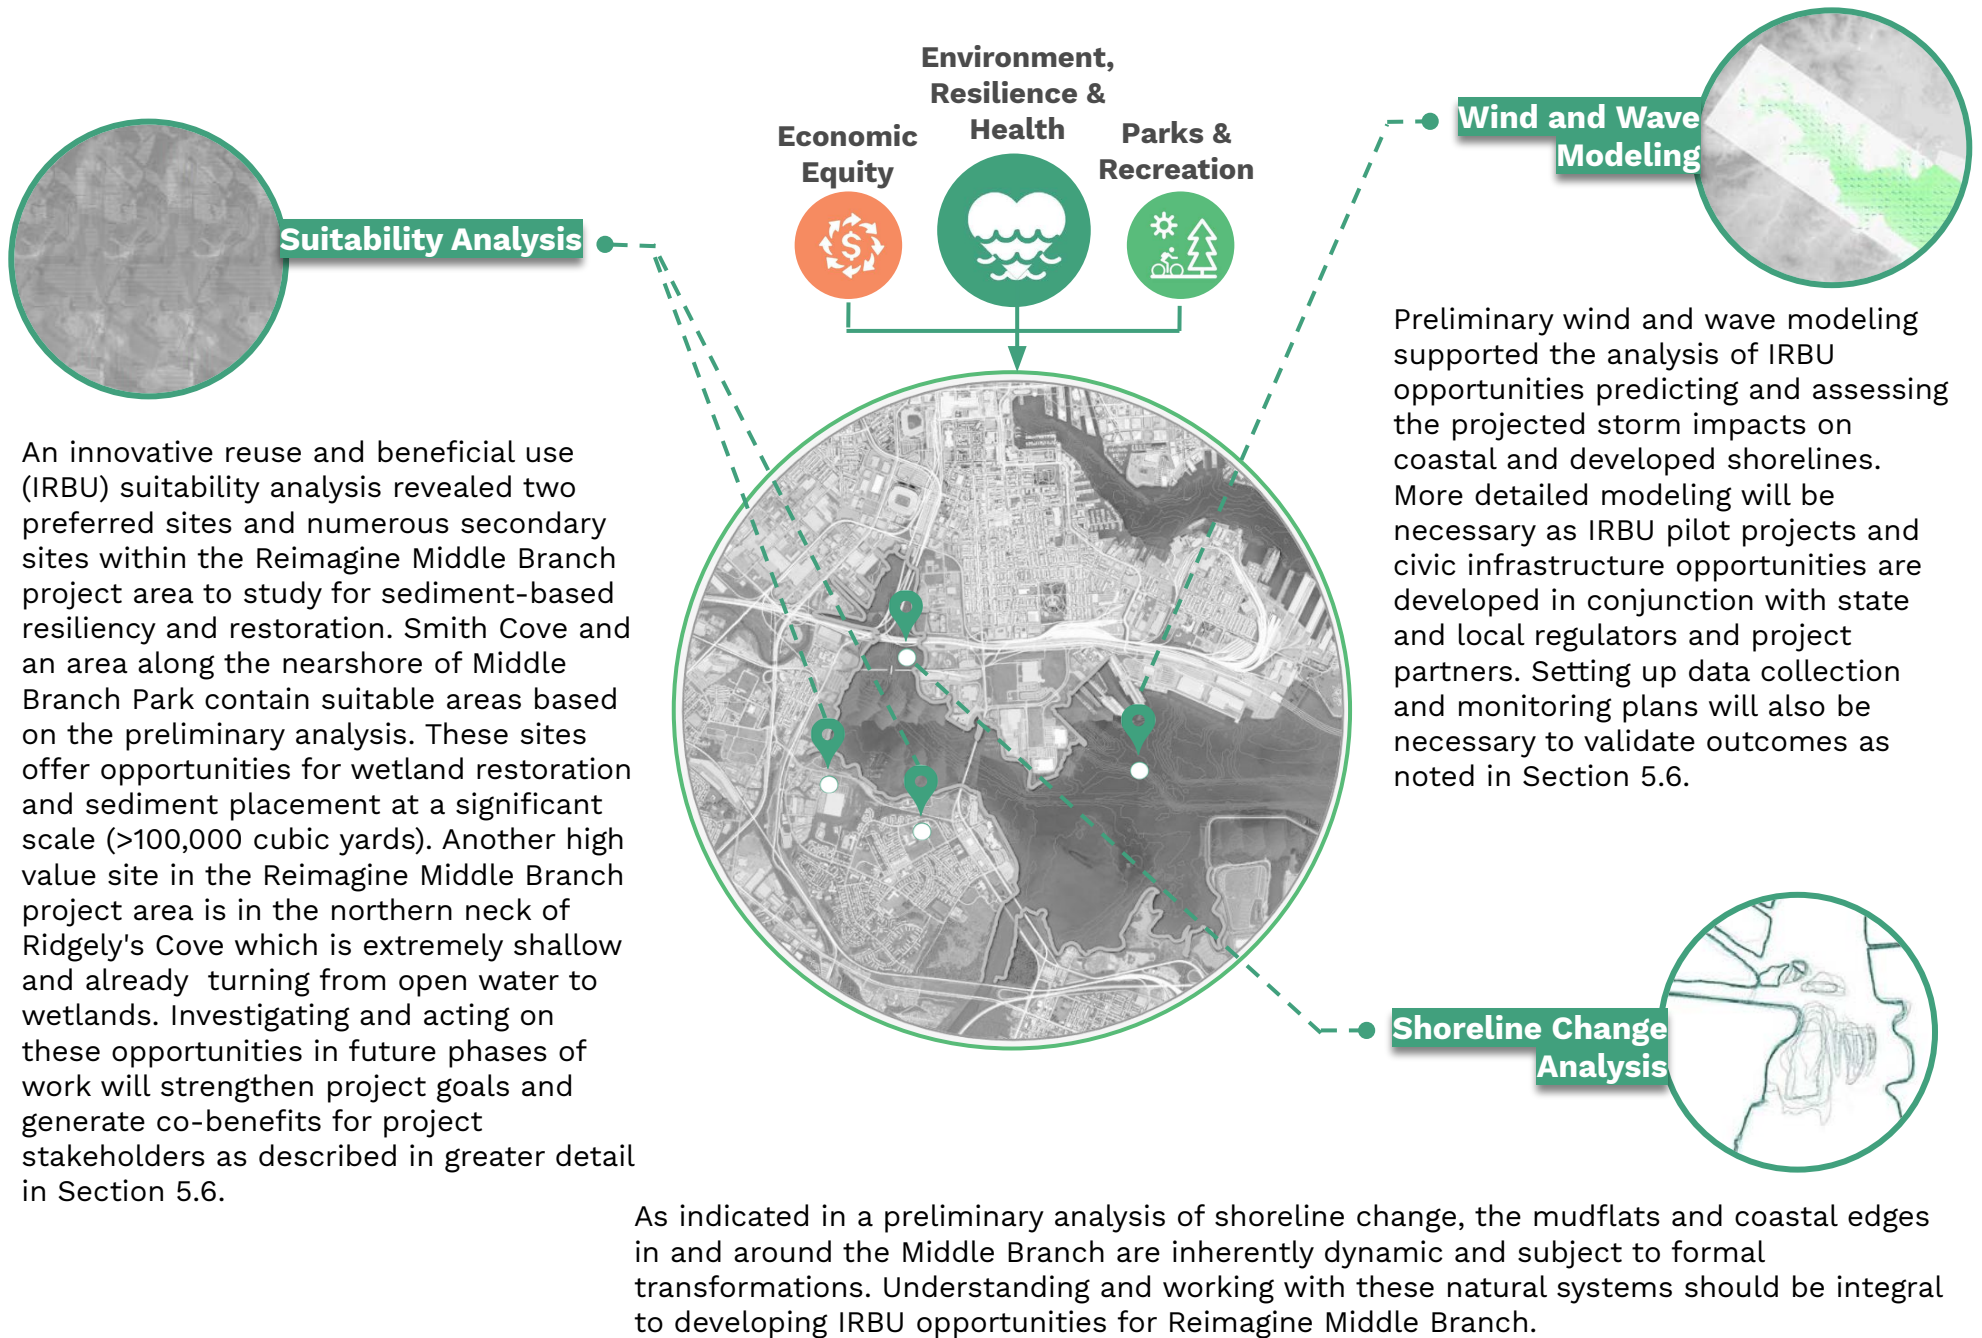 Environment,
Resilience &
Health
Economic
Equity
Parks &
Recreation
$
Suitability Analysis
An innovative reuse and beneficial use
(IRBU) suitability analysis revealed two
preferred sites and numerous secondary
sites within the Reimagine Middle Branch
project area to study for sediment-based
resiliency and restoration. Smith Cove and
an area along the nearshore of Middle
Branch Park contain suitable areas based
on the preliminary analysis. These sites
offer opportunities for wetland restoration
and sediment placement at a significant
scale (>100,000 cubic yards). Another high
value site in the Reimagine Middle Branch
project area is in the northern neck of
Ridgely's Cove which is extremely shallow
and already  turning from open water to
wetlands. Investigating and acting on
these opportunities in future phases of
work will strengthen project goals and
generate co-benefits for project
stakeholders as described in greater detail
in Section 5.6.
Wind and Wave
Modeling
Preliminary wind and wave modeling
supported the analysis of IRBU
opportunities predicting and assessing
the projected storm impacts on
coastal and developed shorelines.
More detailed modeling will be
necessary as IRBU pilot projects and
civic infrastructure opportunities are
developed in conjunction with state
and local regulators and project
partners. Setting up data collection
and monitoring plans will also be
necessary to validate outcomes as
noted in Section 5.6.
Shoreline Change
Analysis
As indicated in a preliminary analysis of shoreline change, the mudflats and coastal edges
in and around the Middle Branch are inherently dynamic and subject to formal
transformations. Understanding and working with these natural systems should be integral
to developing IRBU opportunities for Reimagine Middle Branch.